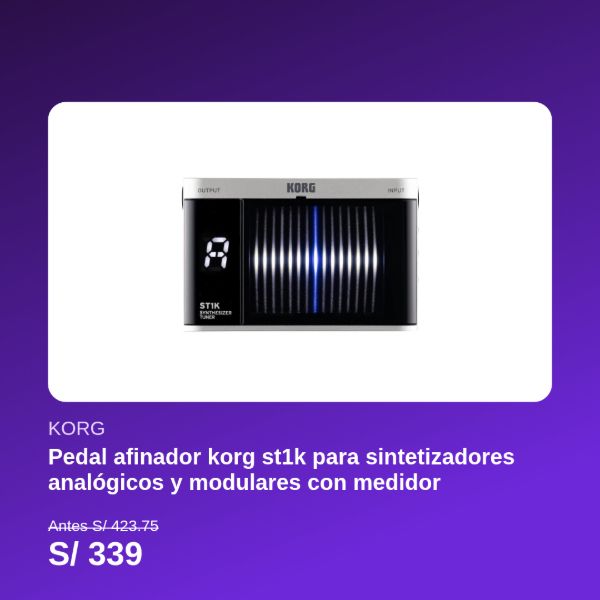 OUTPUT KORG INPUT
A
ST1K
SYNTHESIZER
TUNER
KORG
Pedal afinador korg st1k para sintetizadores
analógicos y modulares con medidor
Antes S/ 423.75
S/ 339